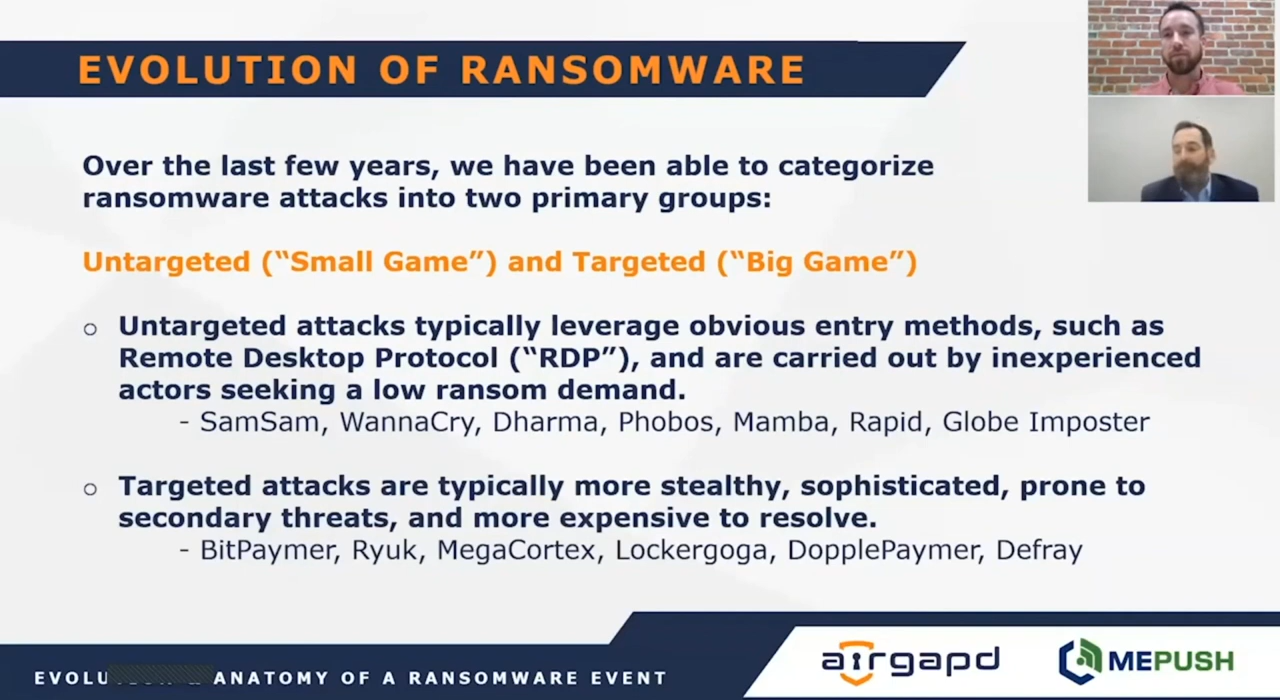 EVOLUTION OF RANSOMWARE
Over the last few years, we have been able to categorize
ransomware attacks into two primary groups:
Untargeted (“Small Game”) and Targeted (“Big Game”)
○ Untargeted attacks typically leverage obvious entry methods, such as
Remote Desktop Protocol (“RDP”), and are carried out by inexperienced
actors seeking a low ransom demand.
- SamSam, WannaCry, Dharma, Phobos, Mamba, Rapid, Globe Imposter
○ Targeted attacks are typically more stealthy, sophisticated, prone to
secondary threats, and more expensive to resolve.
- BitPaymer, Ryuk, MegaCortex, Lockergoga, DopplePaymer, Defray
ANATOMY OF A RANSOMWARE EVENT
airgapd
MEPUSH